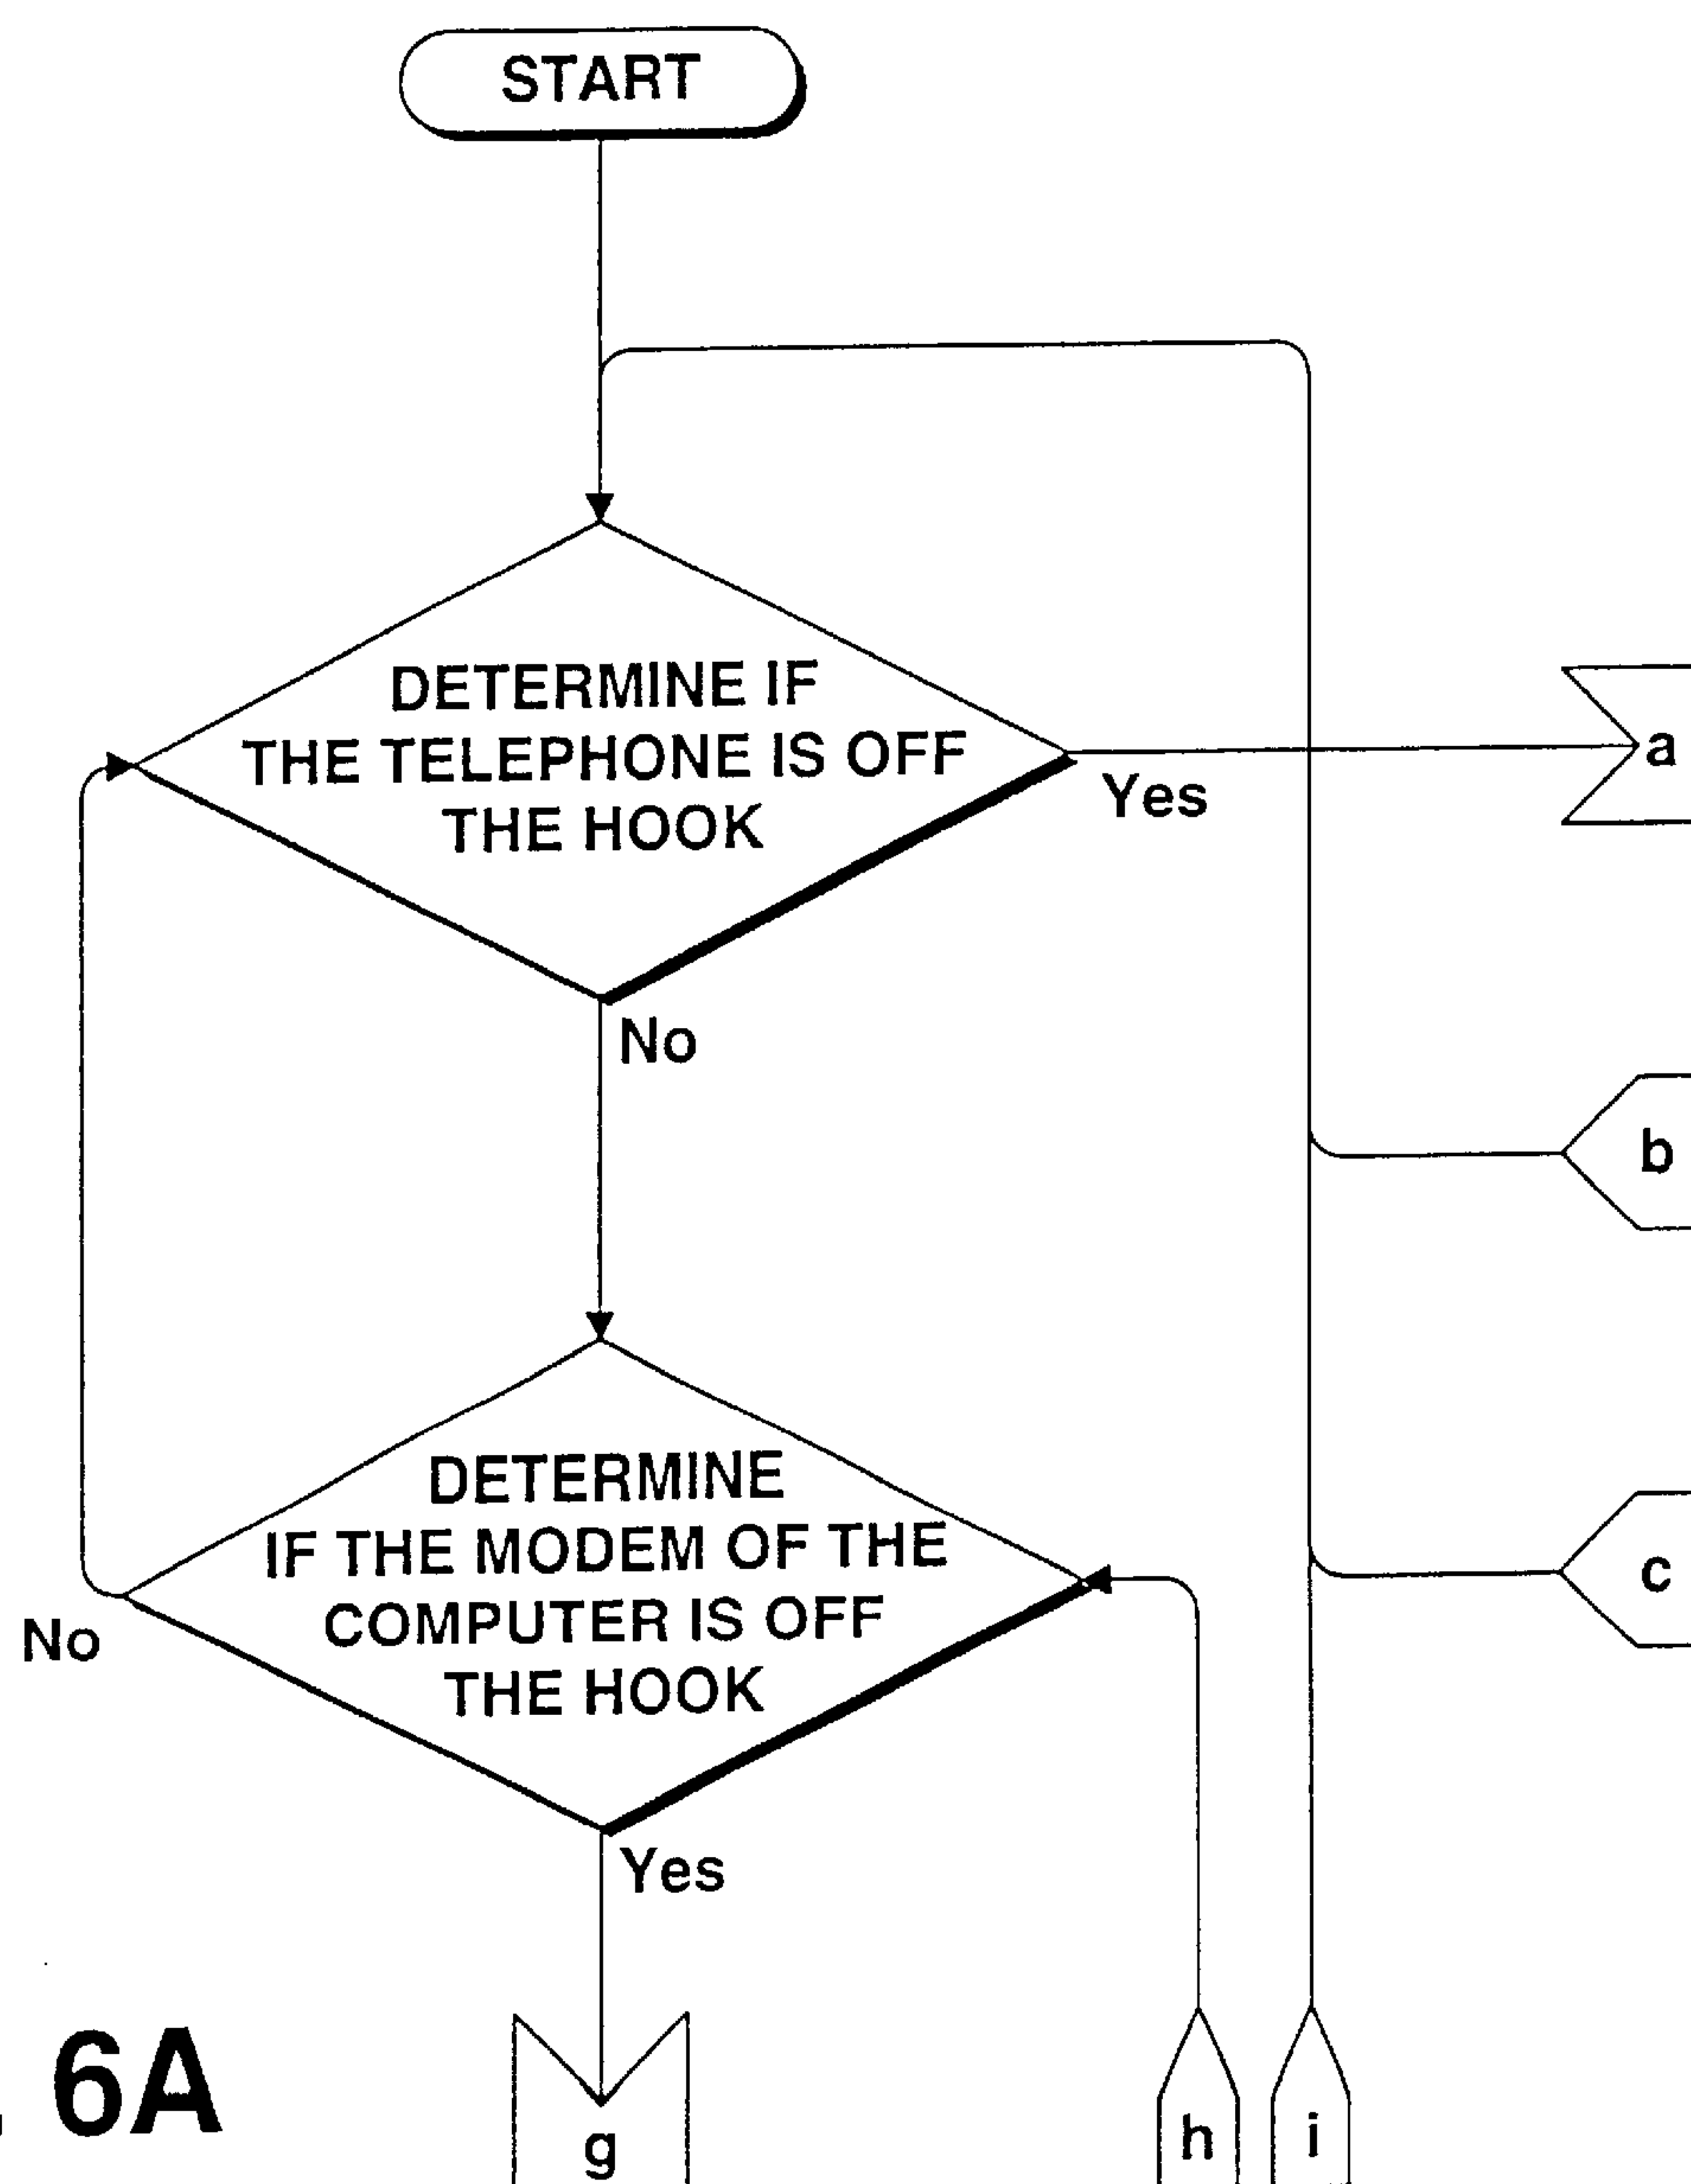 START
DETERMINE IF
THE TELEPHONE IS OFF
THE HOOK
Yes
a
No
b
DETERMINE
IF THE MODEM OF THE
COMPUTER IS OFF
THE HOOK
c
No
Yes
6A
g
h
i